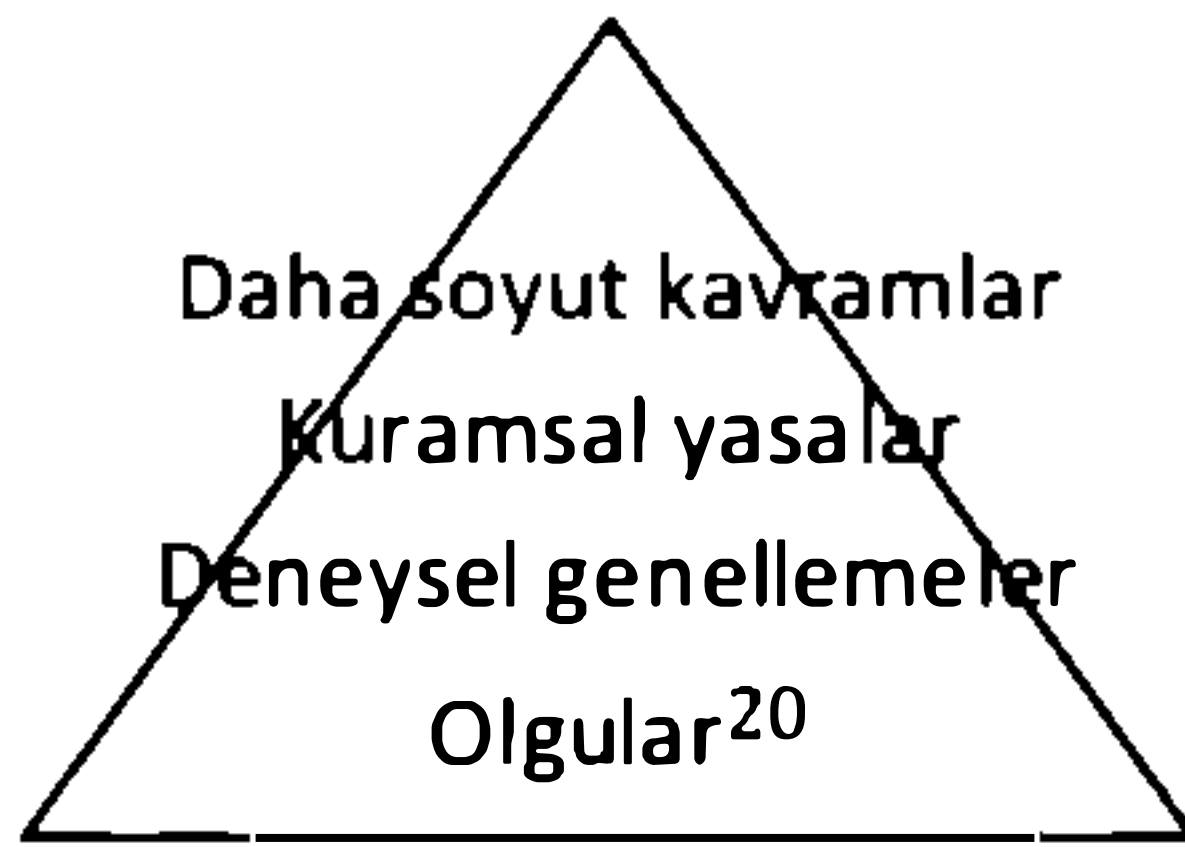 Daha soyut kavramlar
Kuramsal yasalar
Deneysel genellemeler
Olgular²⁰